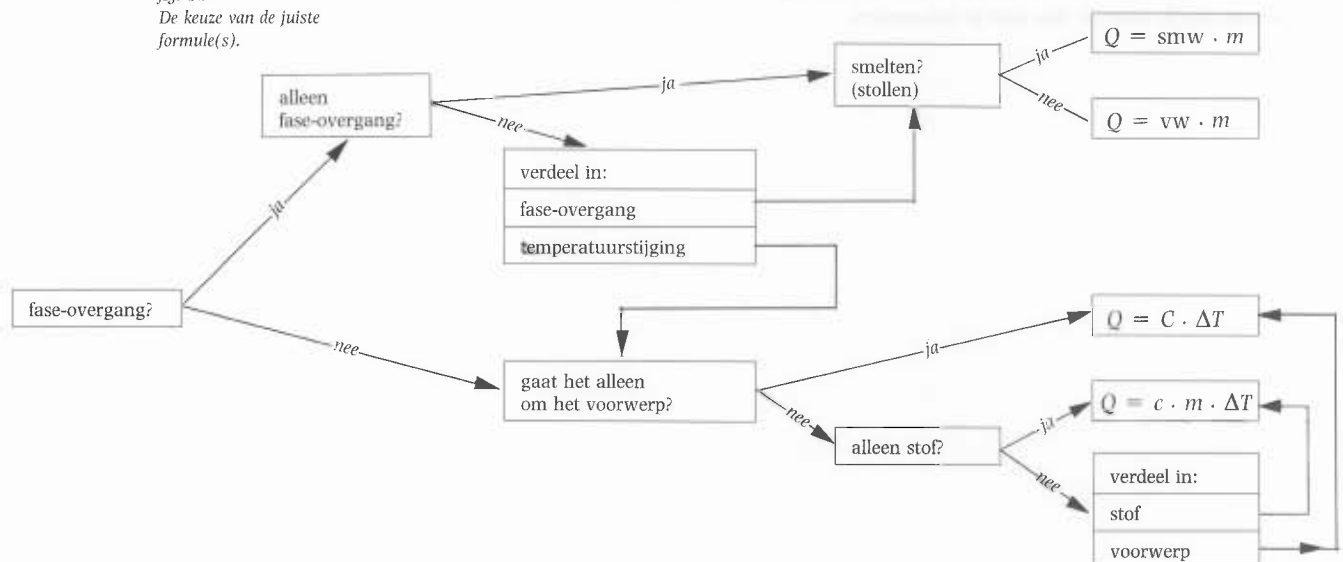 De keuze van de juiste
formule(s).
alleen
fase-overgang?
ja
nee
smelten?
(stollen)
ja
nee
Q = smw · m
Q = vw · m
verdeel in:
fase-overgang
temperatuurstijging
ja
fase-overgang?
nee
gaat het alleen
om het voorwerp?
ja
nee
Q = C · ΔT
alleen stof?
ja
nee
Q = c · m · ΔT
verdeel in:
stof
voorwerp